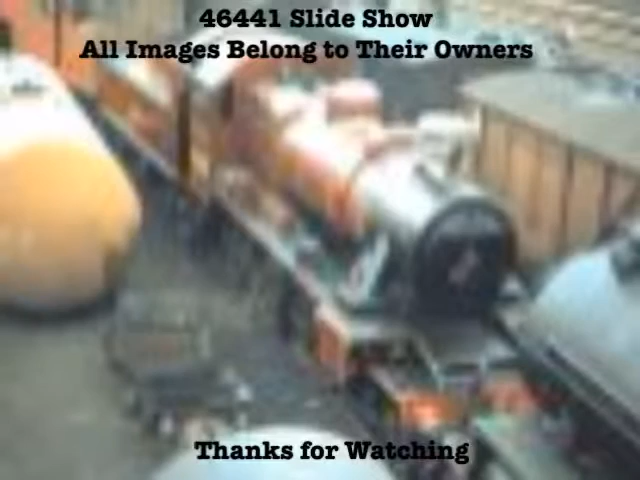 46441 Slide Show
All Images Belong to Their Owners
Thanks for Watching